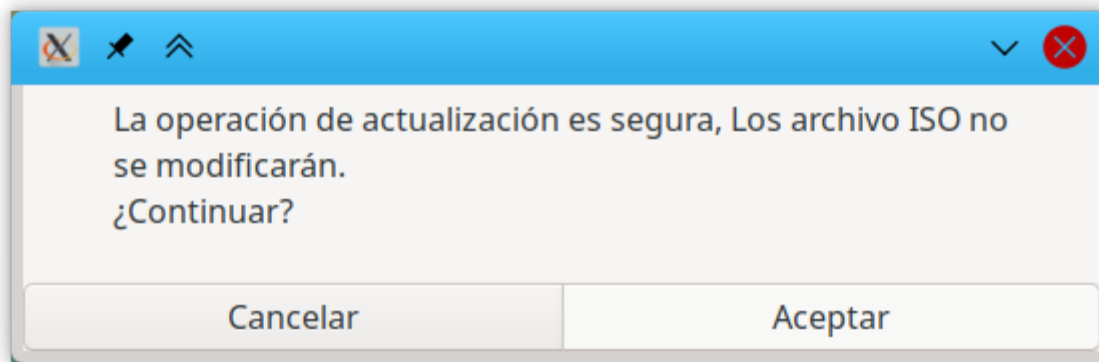 La operación de actualización es segura, Los archivo ISO no
se modificarán.
¿Continuar?
Cancelar
Aceptar